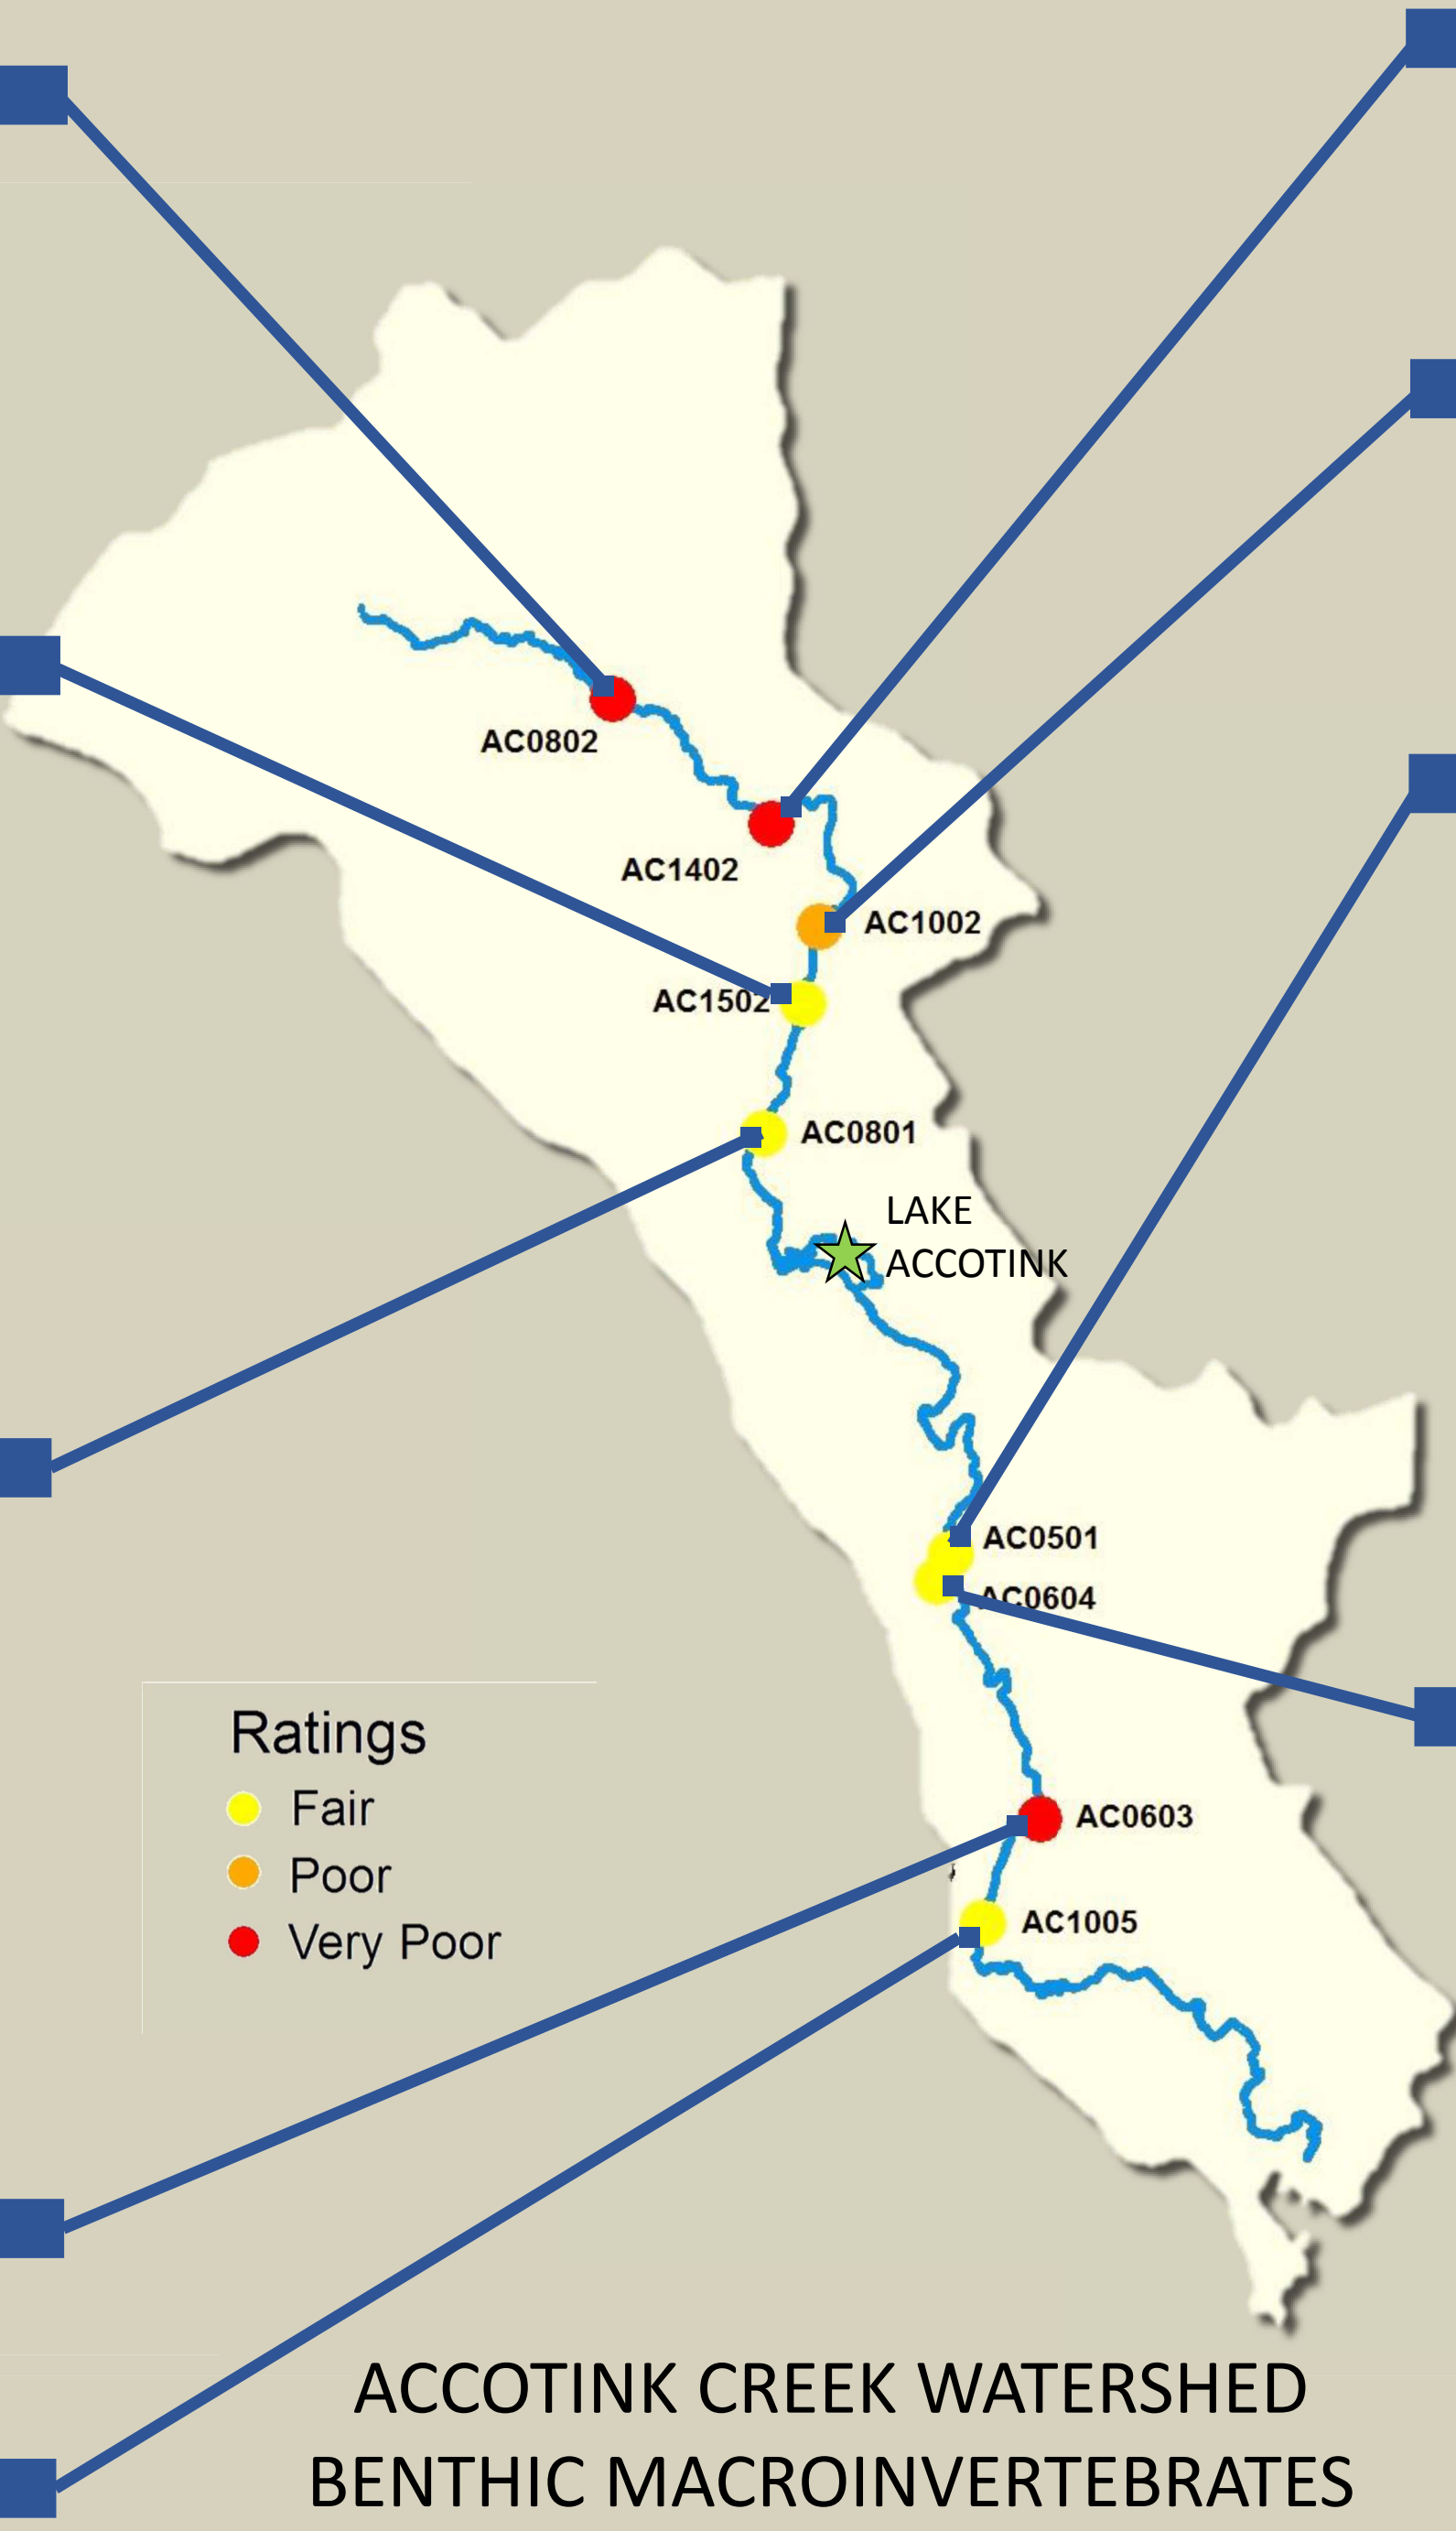 AC0802
AC1402
AC1002
AC1502
AC0801
LAKE
ACCOTINK
AC0501
AC0604
Ratings
Fair
Poor
Very Poor
AC0603
AC1005
ACCOTINK CREEK WATERSHED
BENTHIC MACROINVERTEBRATES